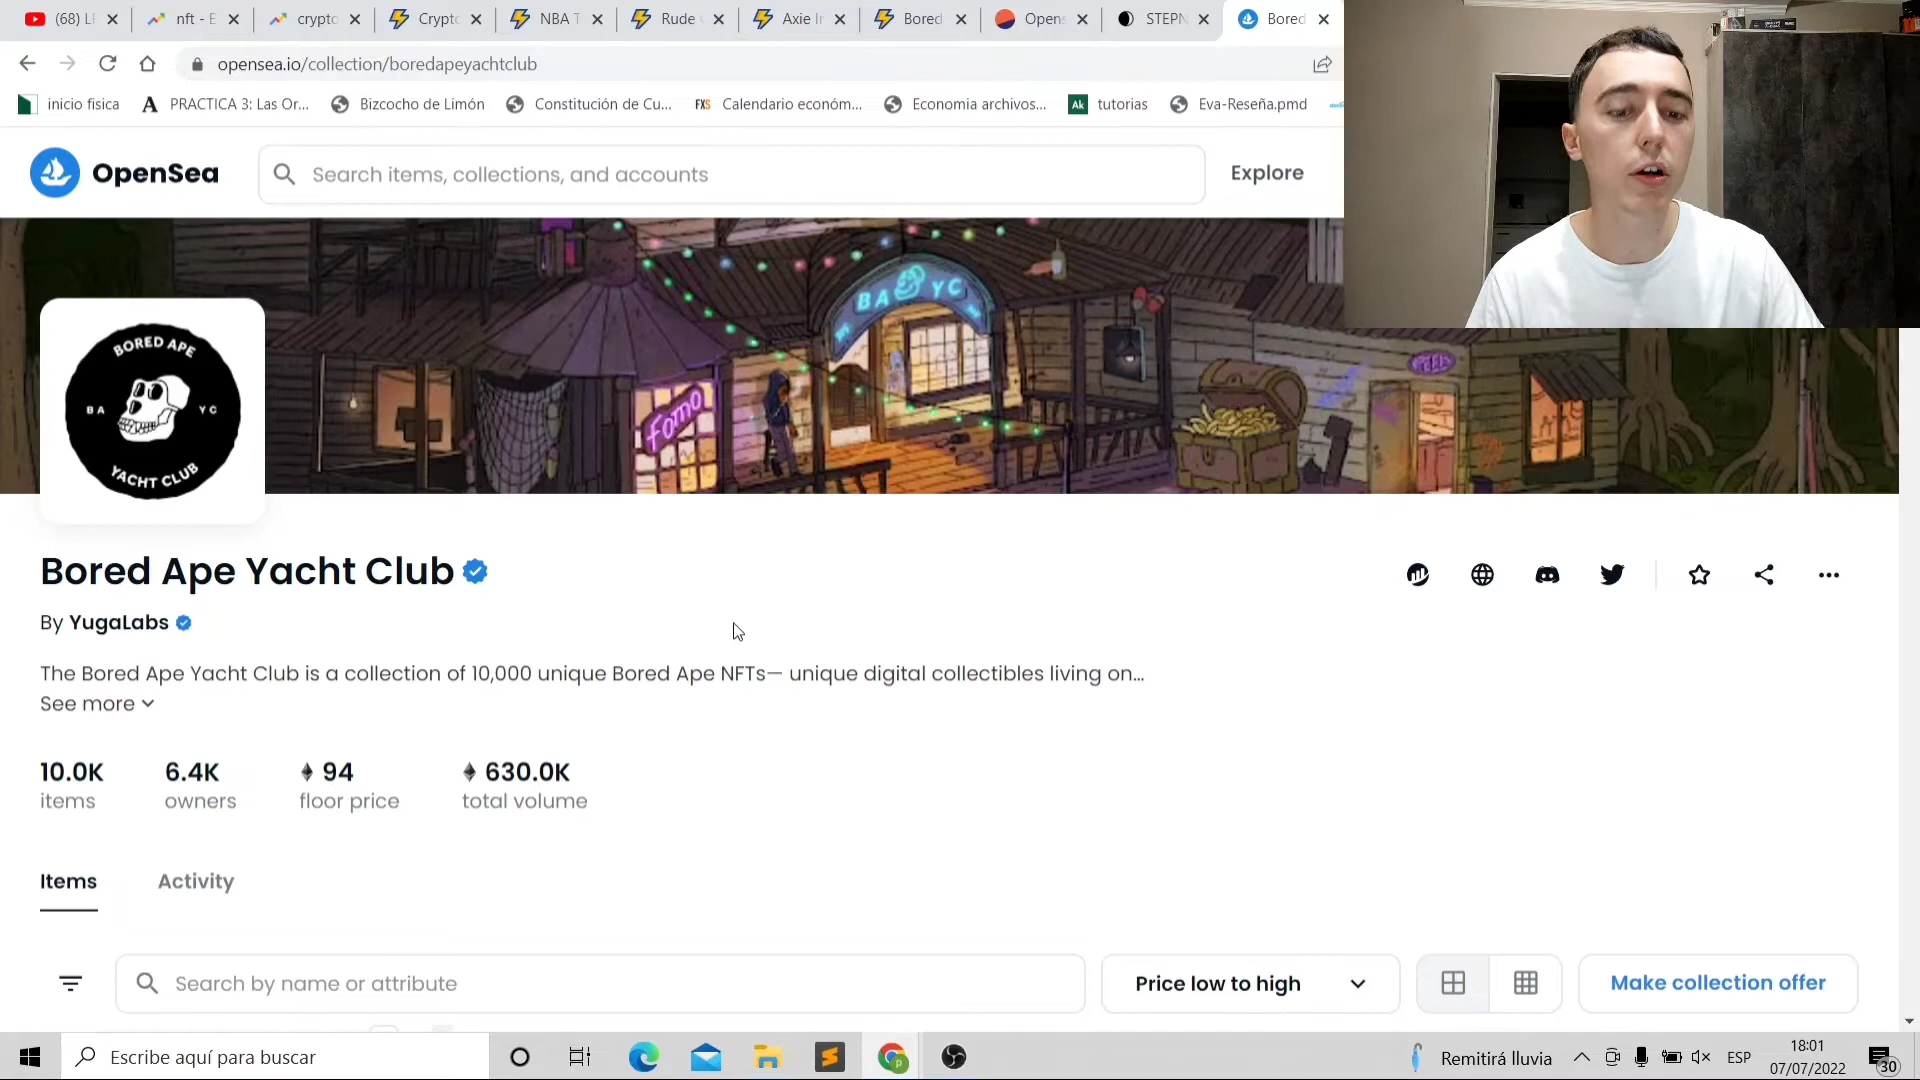 (68) LI
nft - E
crypto
Crypto
NBA T
Rude
Axie In
Bored
Opens
STEPN
Bored
opensea.io/collection/boredapeyachtclub
inicio fisica
PRACTICA 3: Las Or...
Bizcocho de Limón
Constitución de Cu...
FXS
Calendario económ...
Economia archivos...
Ak
tutorias
Eva-Reseña.pmd
OpenSea
Search items, collections, and accounts
Explore
BAYC
Fomo
BORED APE
BA YC
YACHT CLUB
Bored Ape Yacht Club
By YugaLabs
The Bored Ape Yacht Club is a collection of 10,000 unique Bored Ape NFTs— unique digital collectibles living on...
See more
10.0K
6.4K
94
630.0K
items
owners
floor price
total volume
Items
Activity
Search by name or attribute
Price low to high
Make collection offer
Escribe aquí para buscar
Remitirá lluvia
ESP
18:01
07/07/2022
30